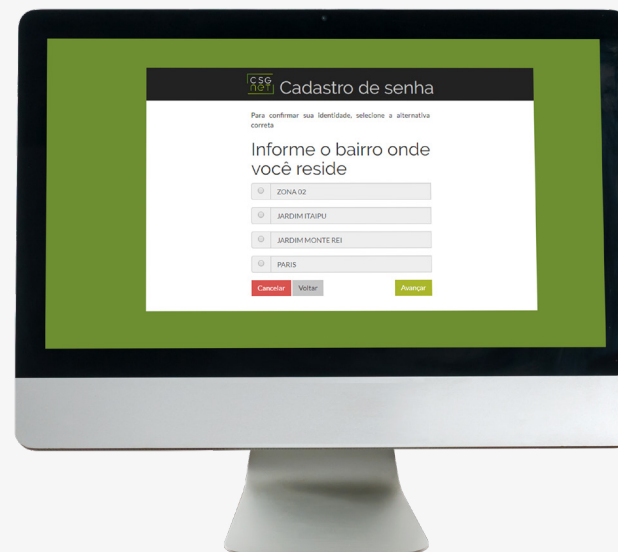 CSG
net
Cadastro de senha
Para confirmar sua identidade, selecione a alternativa
correta
Informe o bairro onde
você reside
ZONA 02
JARDIM ITAIPU
JARDIM MONTE REI
PARIS
Cancelar Voltar Avançar